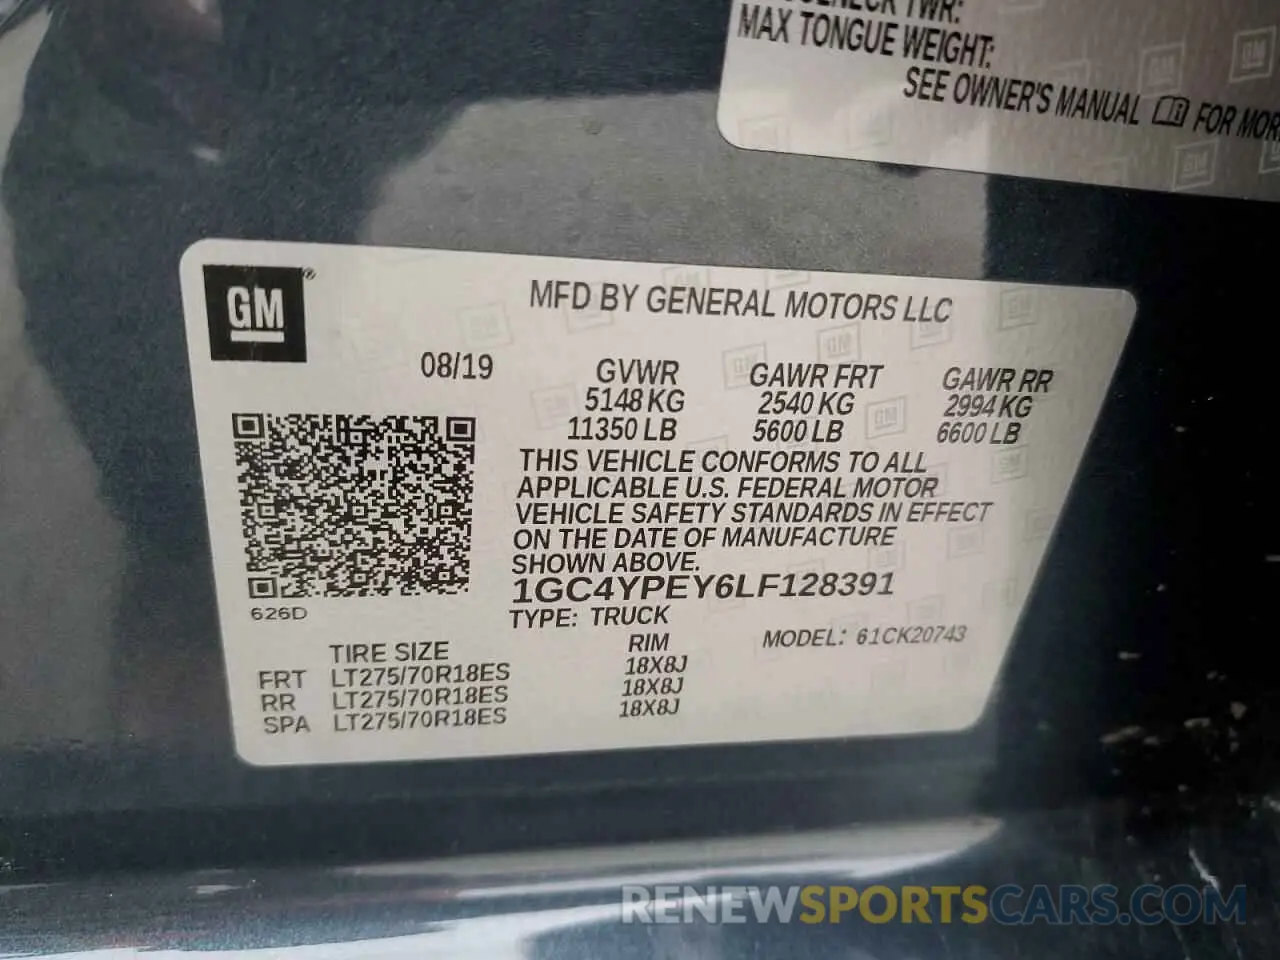 TWR:
MAX TONGUE WEIGHT:
SEE OWNER'S MANUAL FOR
GM
MFD BY GENERAL MOTORS LLC
08/19 GVWR GAWR FRT GAWR RR
5148 KG 2540 KG 2994 KG
11350 LB 5600 LB 6600 LB
THIS VEHICLE CONFORMS TO ALL
APPLICABLE U.S. FEDERAL MOTOR
VEHICLE SAFETY STANDARDS IN EFFECT
ON THE DATE OF MANUFACTURE
SHOWN ABOVE.
1GC4YPEY6LF128391
626D
TYPE: TRUCK
MODEL: 61CK20743
TIRE SIZE RIM
FRT LT275/70R18ES 18X8J
RR LT275/70R18ES 18X8J
SPA LT275/70R18ES 18X8J
RENEWSPORTSCARS.COM